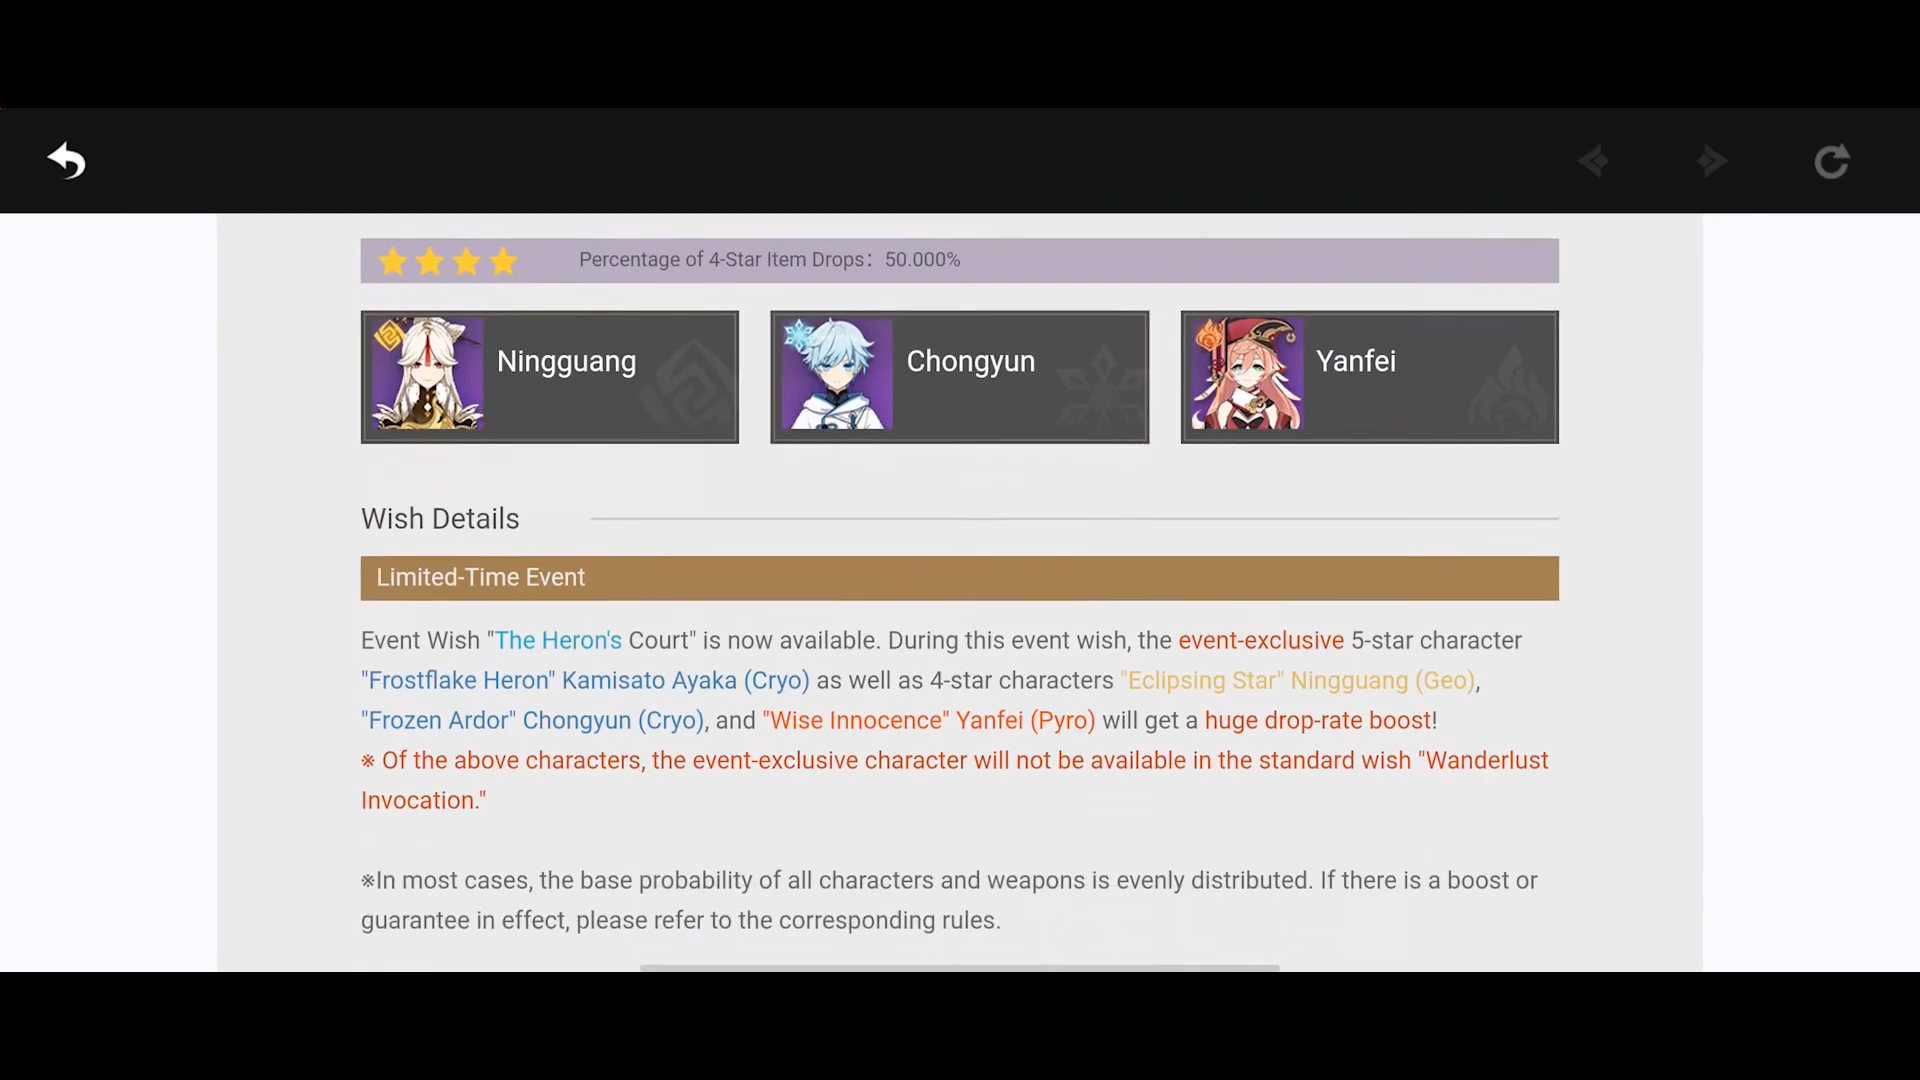 Percentage of 4-Star Item Drops: 50.000%
Ningguang
Chongyun
Yanfei
Wish Details
Limited-Time Event
Event Wish "The Heron's Court" is now available. During this event wish, the event-exclusive 5-star character
"Frostflake Heron" Kamisato Ayaka (Cryo) as well as 4-star characters "Eclipsing Star" Ningguang (Geo),
"Frozen Ardor" Chongyun (Cryo), and "Wise Innocence" Yanfei (Pyro) will get a huge drop-rate boost!
※ Of the above characters, the event-exclusive character will not be available in the standard wish "Wanderlust
Invocation."
※In most cases, the base probability of all characters and weapons is evenly distributed. If there is a boost or
guarantee in effect, please refer to the corresponding rules.